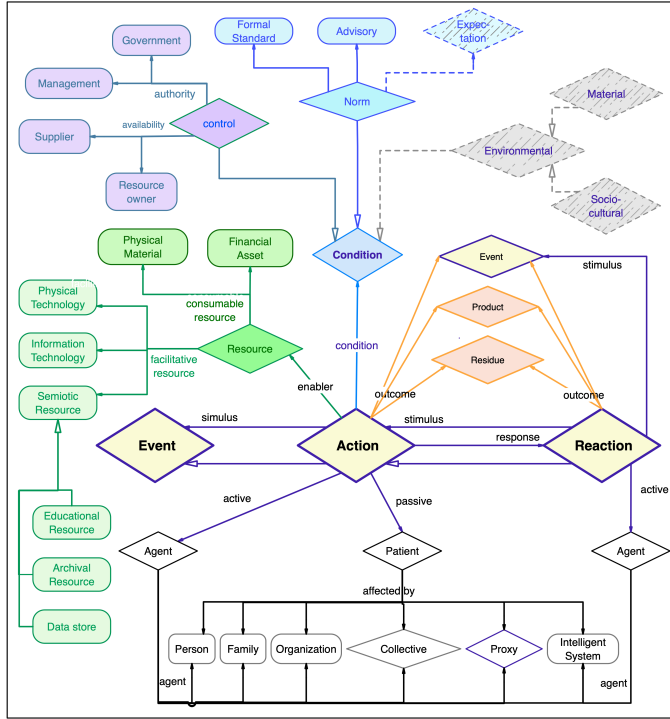 Formal
Standard
Advisory
Expec-
tation
Government
Management
authority
Norm
Material
availability
control
Supplier
Environmental
Resource
owner
Socio-
cultural
Physical
Material
Financial
Asset
Condition
Event
stimulus
Physical
Technology
consumable
resource
Product
Information
Technology
facilitative
resource
Resource
condition
Residue
Semiotic
Resource
enabler
outcome
outcome
simulus
stimulus
Event
Action
response
Reaction
active
passive
active
Educational
Resource
Agent
Patient
Agent
Archival
Resource
affected by
Data store
Person
Family
Organization
Collective
Proxy
Intelligent
System
agent
agent